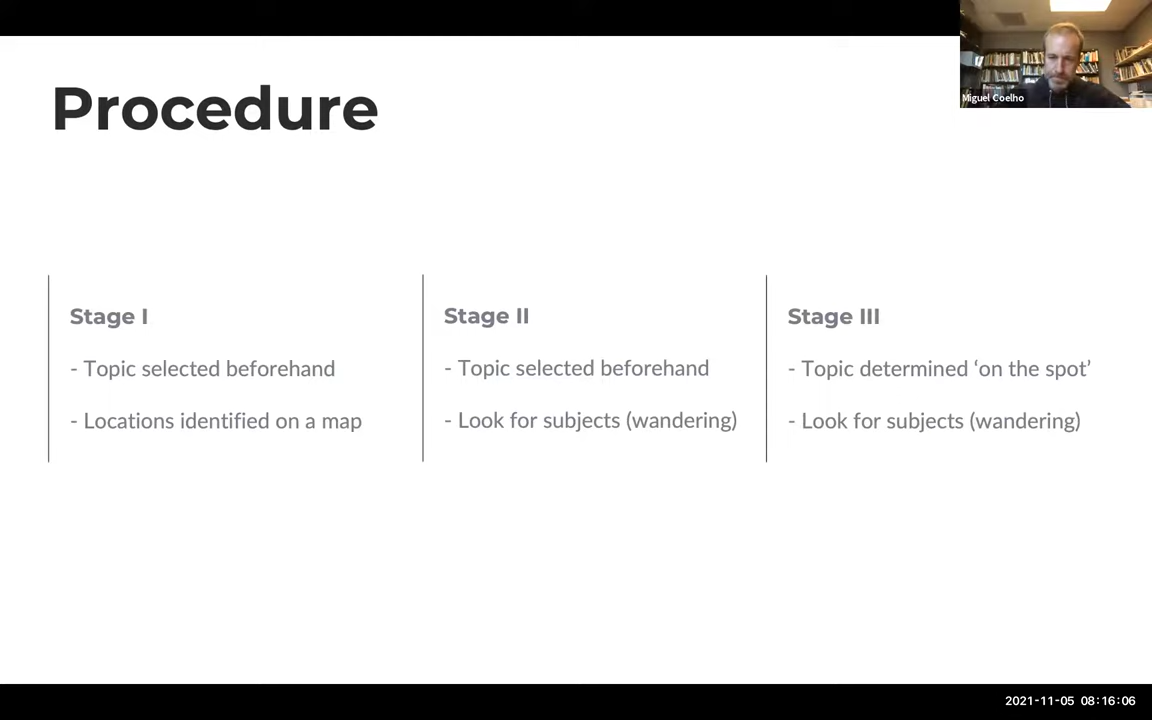 Procedure
Miguel Coelho
Stage I
- Topic selected beforehand
- Locations identified on a map
Stage II
- Topic selected beforehand
- Look for subjects (wandering)
Stage III
- Topic determined ‘on the spot’
- Look for subjects (wandering)
2021-11-05 08:16:06